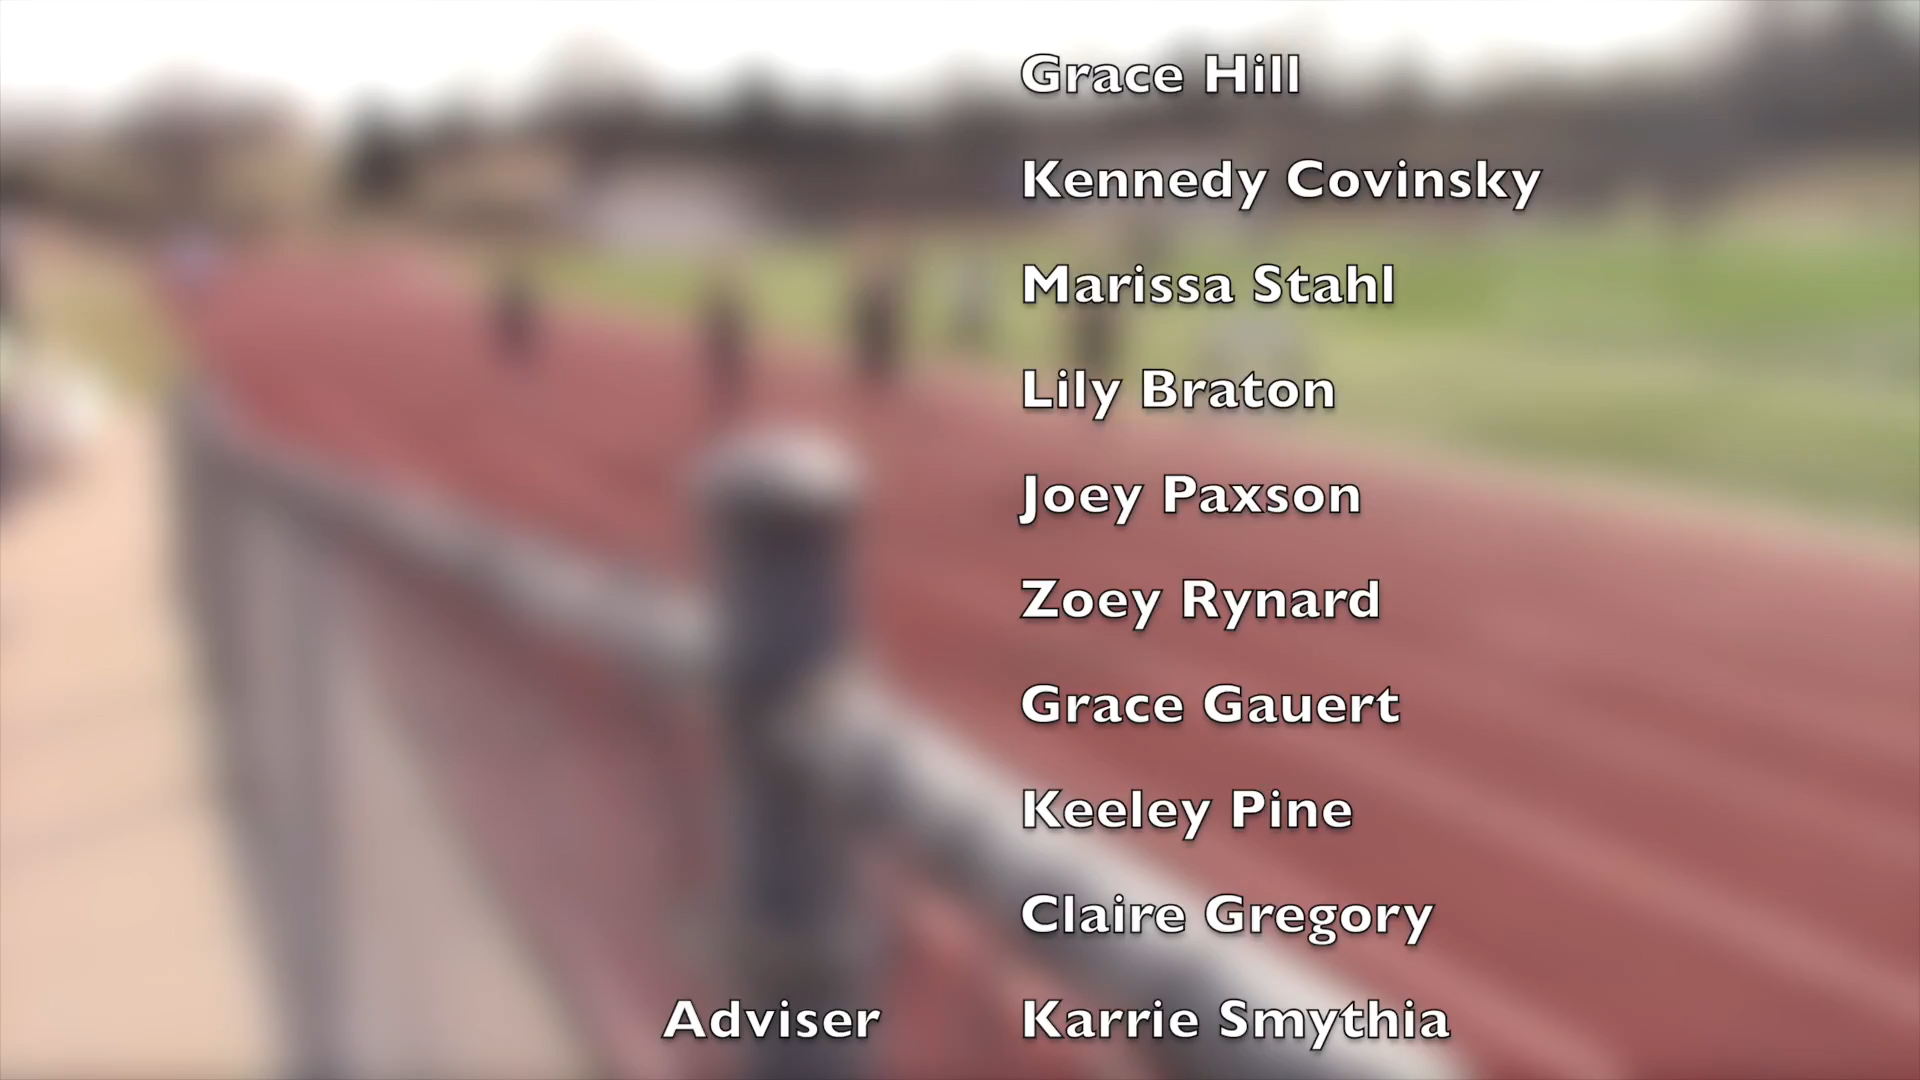 Grace Hill
Kennedy Covinsky
Marissa Stahl
Lily Braton
Joey Paxson
Zoey Rynard
Grace Gauert
Keeley Pine
Claire Gregory
Adviser Karrie Smythia